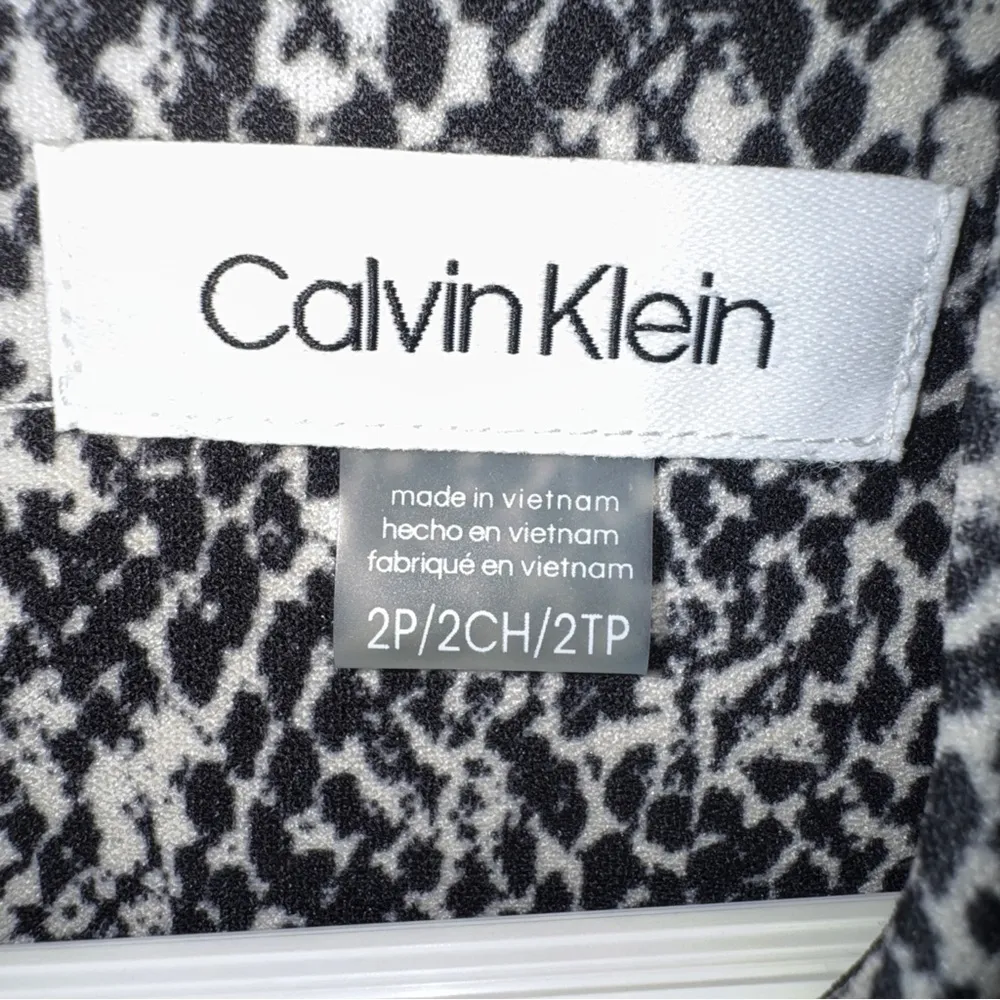 Calvin Klein
made in vietnam
hecho en vietnam
fabriqué en vietnam
2P/2CH/2TP